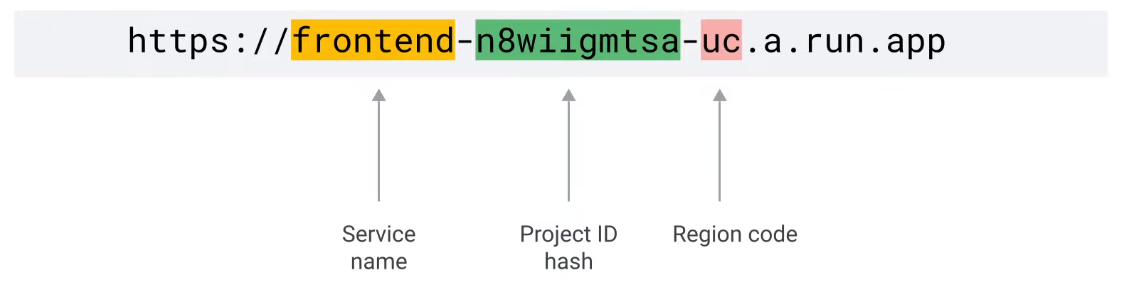 https://frontend-n8wiigmtsa-uc.a.run.app
Service
name
Project ID
hash
Region code